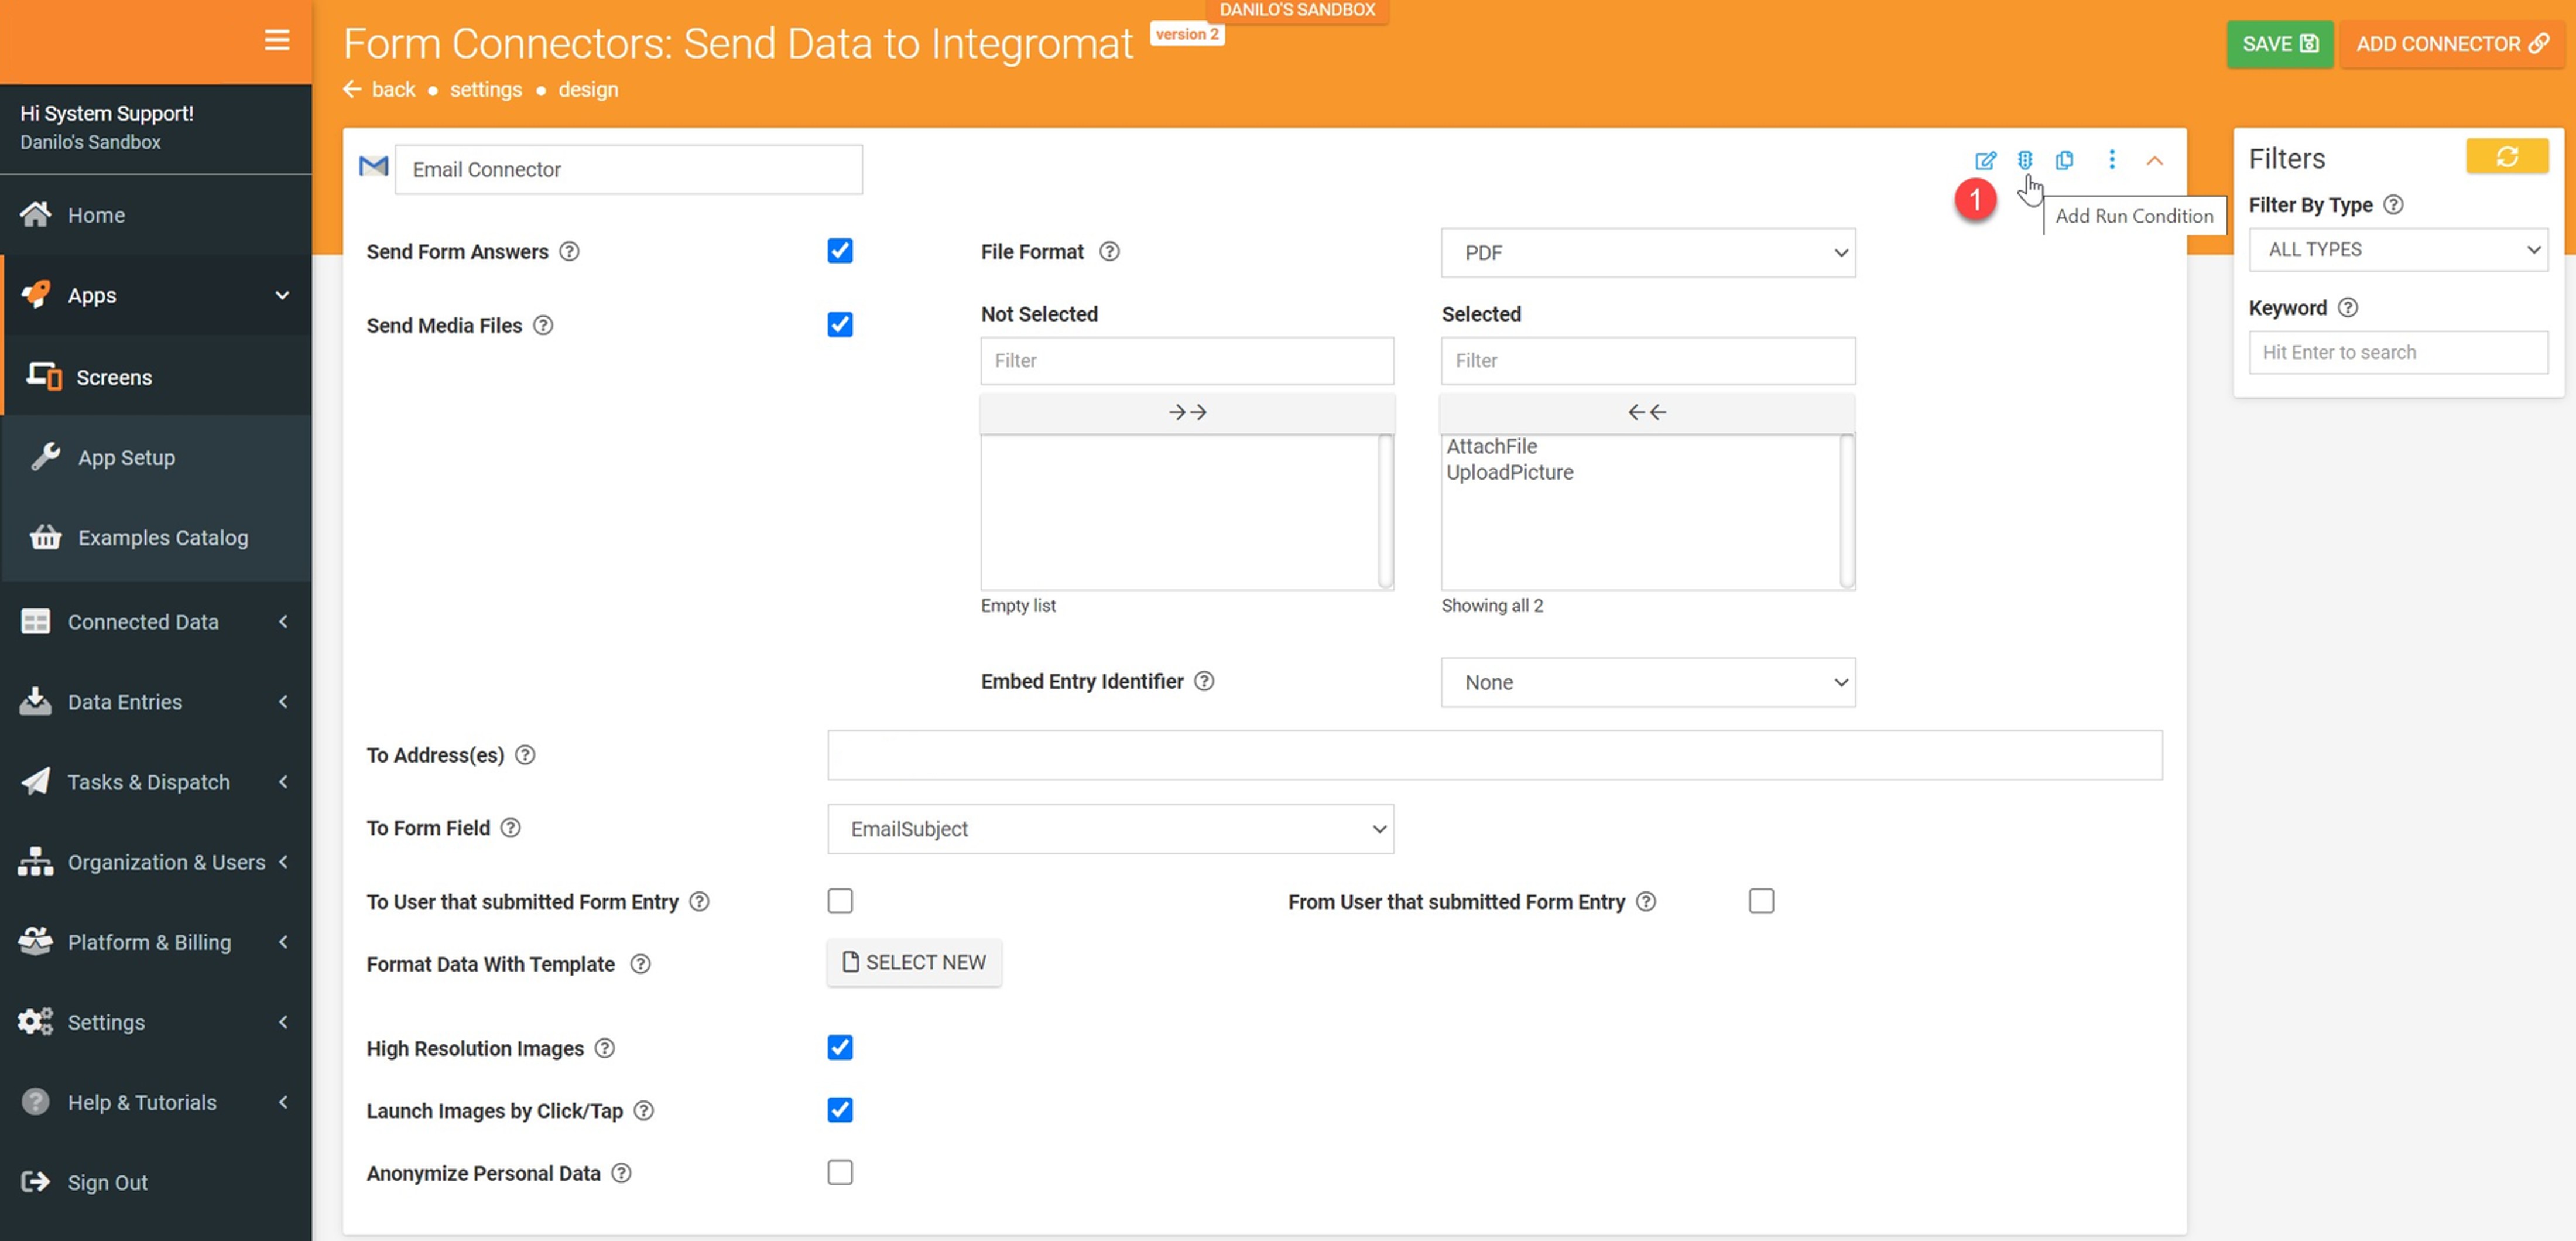 DANILO'S SANDBOX
Form Connectors: Send Data to Integromat version 2
SAVE
ADD CONNECTOR
back • settings • design
Hi System Support!
Danilo's Sandbox
Home
Apps
Screens
App Setup
Examples Catalog
Connected Data
Data Entries
Tasks & Dispatch
Organization & Users
Platform & Billing
Settings
Help & Tutorials
Sign Out
Email Connector
1
Add Run Condition
Send Form Answers
File Format
PDF
Send Media Files
Not Selected
Selected
Filter
Filter
AttachFile
UploadPicture
Empty list
Showing all 2
Embed Entry Identifier
None
To Address(es)
To Form Field
EmailSubject
To User that submitted Form Entry
From User that submitted Form Entry
Format Data With Template
SELECT NEW
High Resolution Images
Launch Images by Click/Tap
Anonymize Personal Data
Filters
Filter By Type
ALL TYPES
Keyword
Hit Enter to search